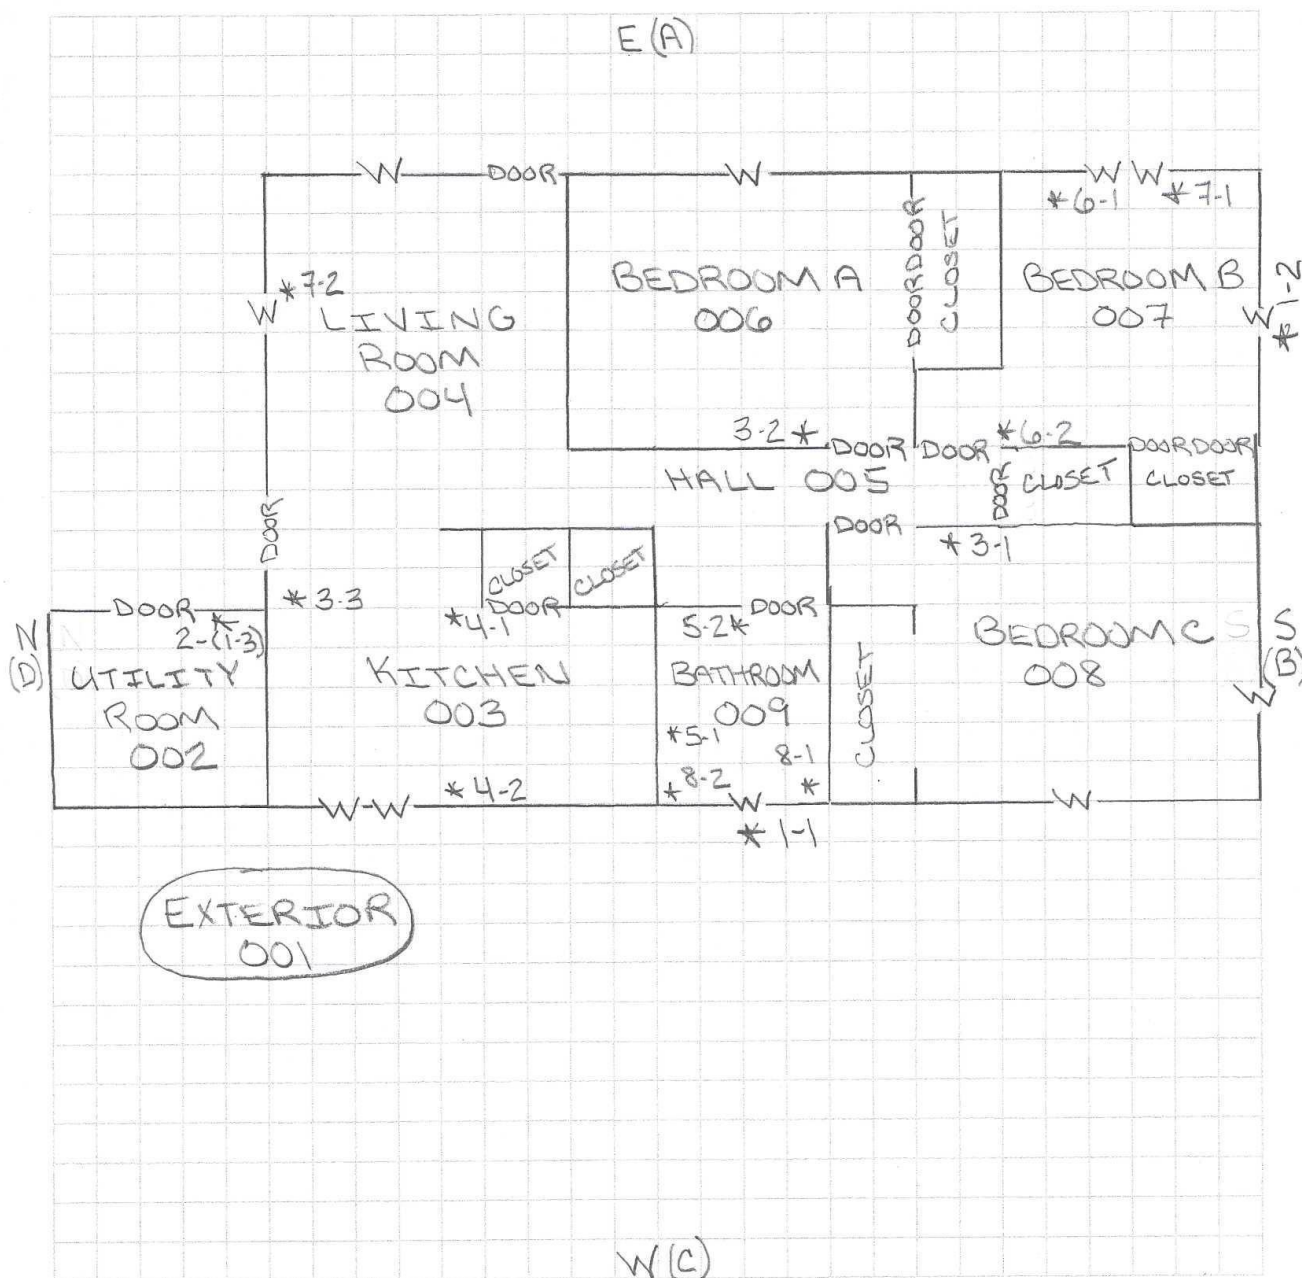 E (A)
W
DOOR
W
W W
*6-1
*7-1
DOOR DOOR
CLOSET
*7-2
W
LIVING
ROOM
004
BEDROOM A
006
BEDROOM B
007
W
*1-2
3-2*
DOOR
DOOR
*6-2
DOOR DOOR
HALL 005
DOOR
CLOSET
CLOSET
DOOR
DOOR
*3-1
CLOSET
CLOSET
DOOR
*3.3
*4-1
DOOR
5-2*
DOOR
N
(D)
2-(1-3)
*
UTILITY
ROOM
002
KITCHEN
003
BATHROOM
009
CLOSET
BEDROOM C
008
S
(B)
W
*5-1
8-1
*
*8-2
*4-2
W-W
W
W
*1-1
EXTERIOR
001
W (C)